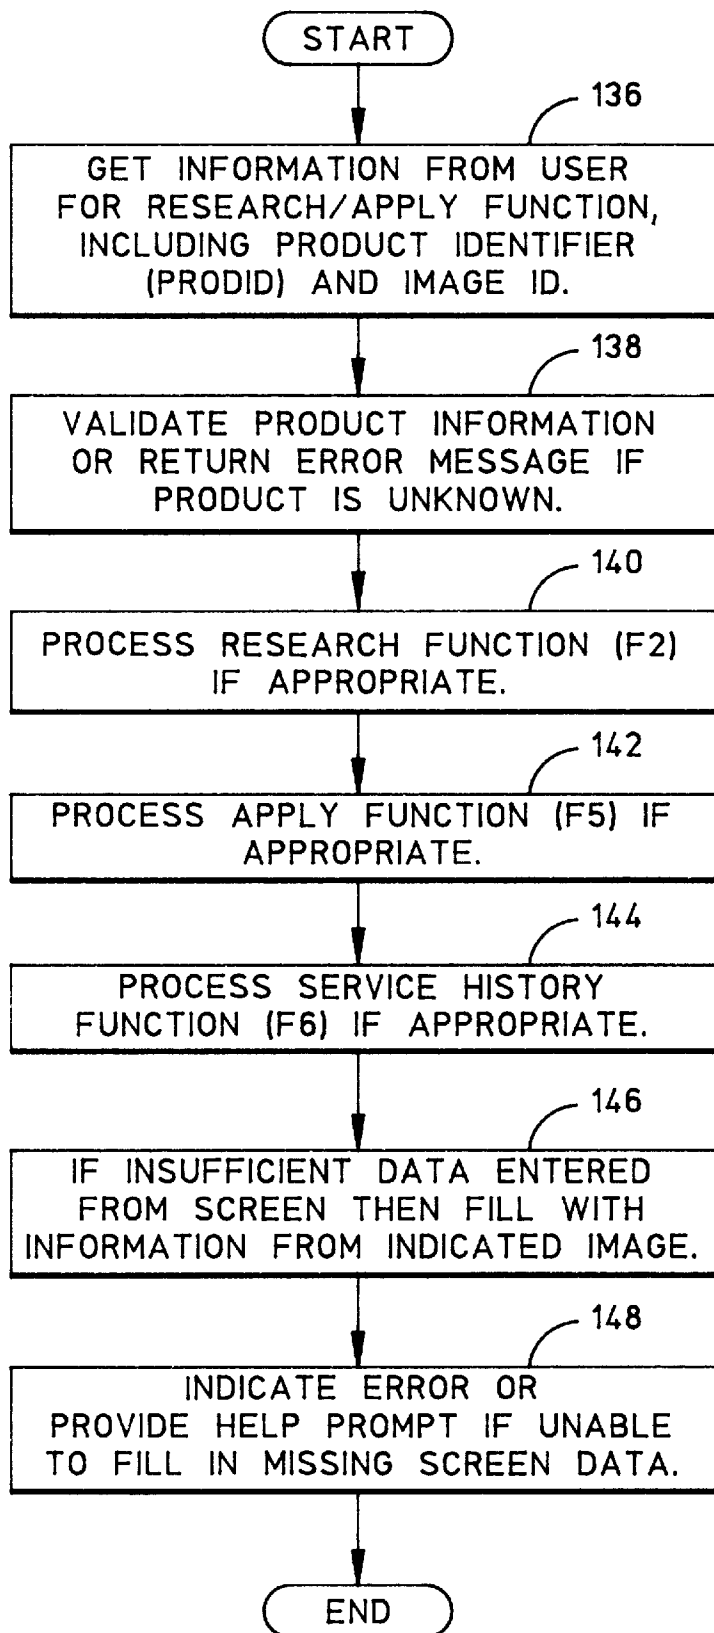 START
136
GET INFORMATION FROM USER
FOR RESEARCH/APPLY FUNCTION,
INCLUDING PRODUCT IDENTIFIER
(PRODID) AND IMAGE ID.
138
VALIDATE PRODUCT INFORMATION
OR RETURN ERROR MESSAGE IF
PRODUCT IS UNKNOWN.
140
PROCESS RESEARCH FUNCTION (F2)
IF APPROPRIATE.
142
PROCESS APPLY FUNCTION (F5) IF
APPROPRIATE.
144
PROCESS SERVICE HISTORY
FUNCTION (F6) IF APPROPRIATE.
146
IF INSUFFICIENT DATA ENTERED
FROM SCREEN THEN FILL WITH
INFORMATION FROM INDICATED IMAGE.
148
INDICATE ERROR OR
PROVIDE HELP PROMPT IF UNABLE
TO FILL IN MISSING SCREEN DATA.
END